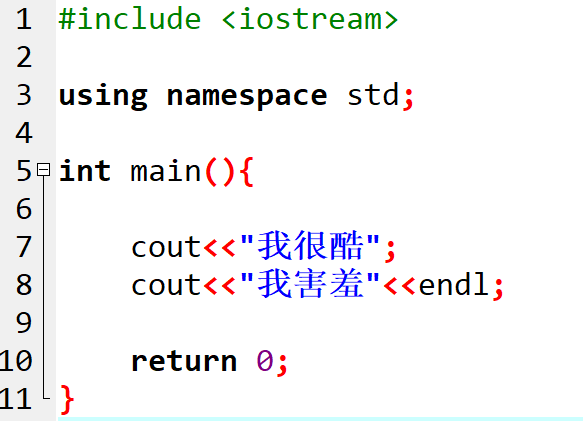 1 #include <iostream>
2
3 using namespace std;
4
5 int main(){
6
7 cout<<"我很酷";
8 cout<<"我害羞"<<endl;
9
10 return 0;
11 }